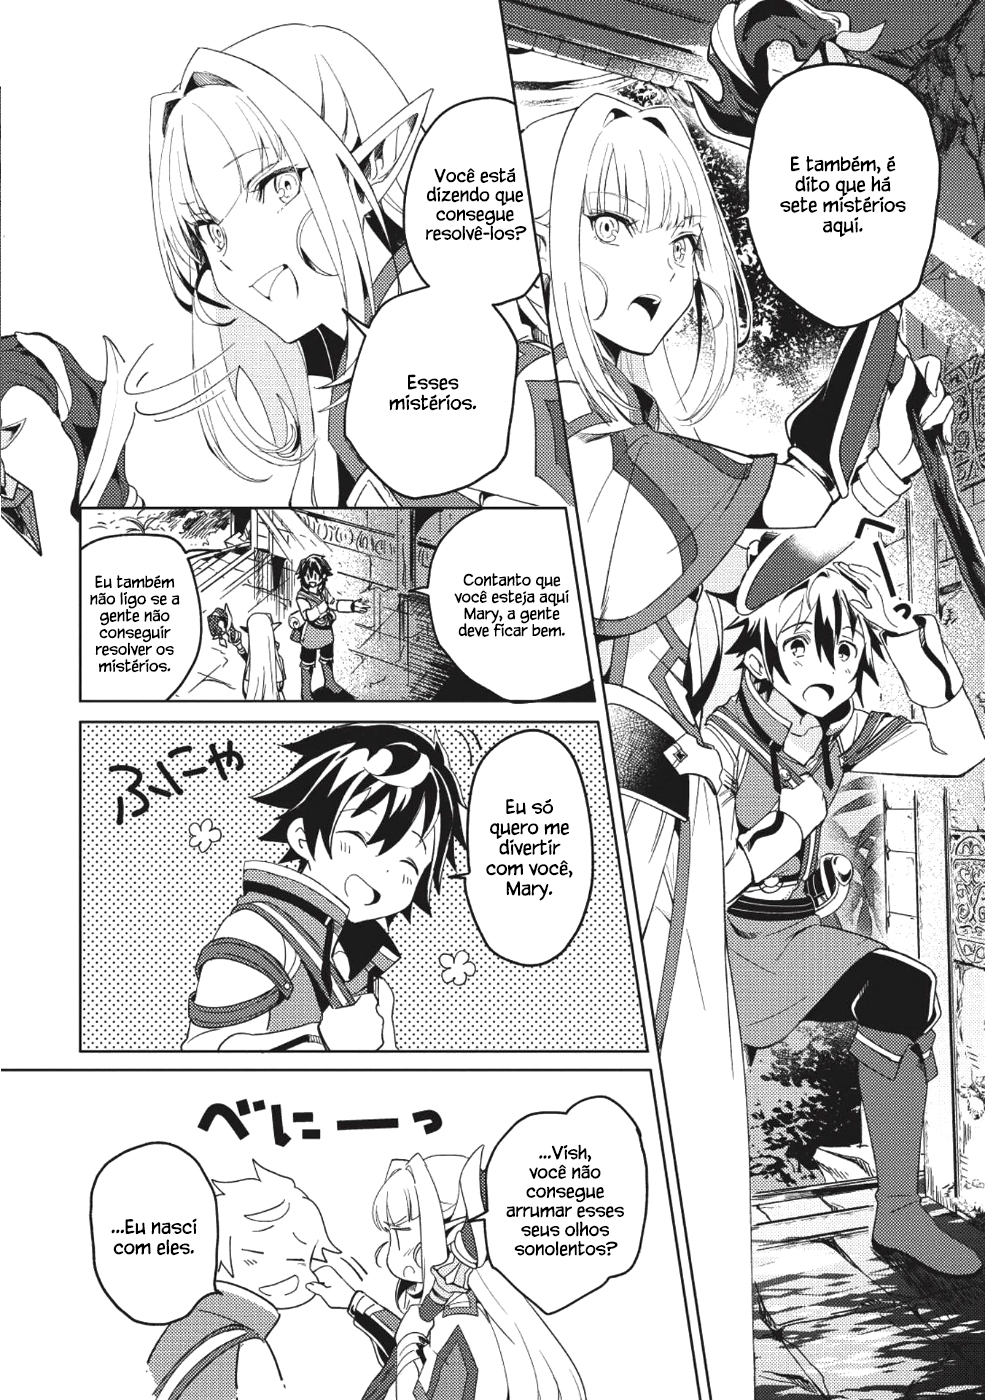 E também, é
dito que há
sete mistérios
aqui.
Você está
dizendo que
consegue
resolvê-los?
Esses
mistérios.
Contanto que
você esteja aqui
Mary, a gente
deve ficar bem.
Eu também
não ligo se a
gente não
conseguir
resolver os
mistérios.
Eu só
quero me
divertir
com você,
Mary.
ふにゃ
べにーっ
...Vish,
você não
consegue
arrumar esses
seus olhos
sonolentos?
...Eu nasci
com eles.